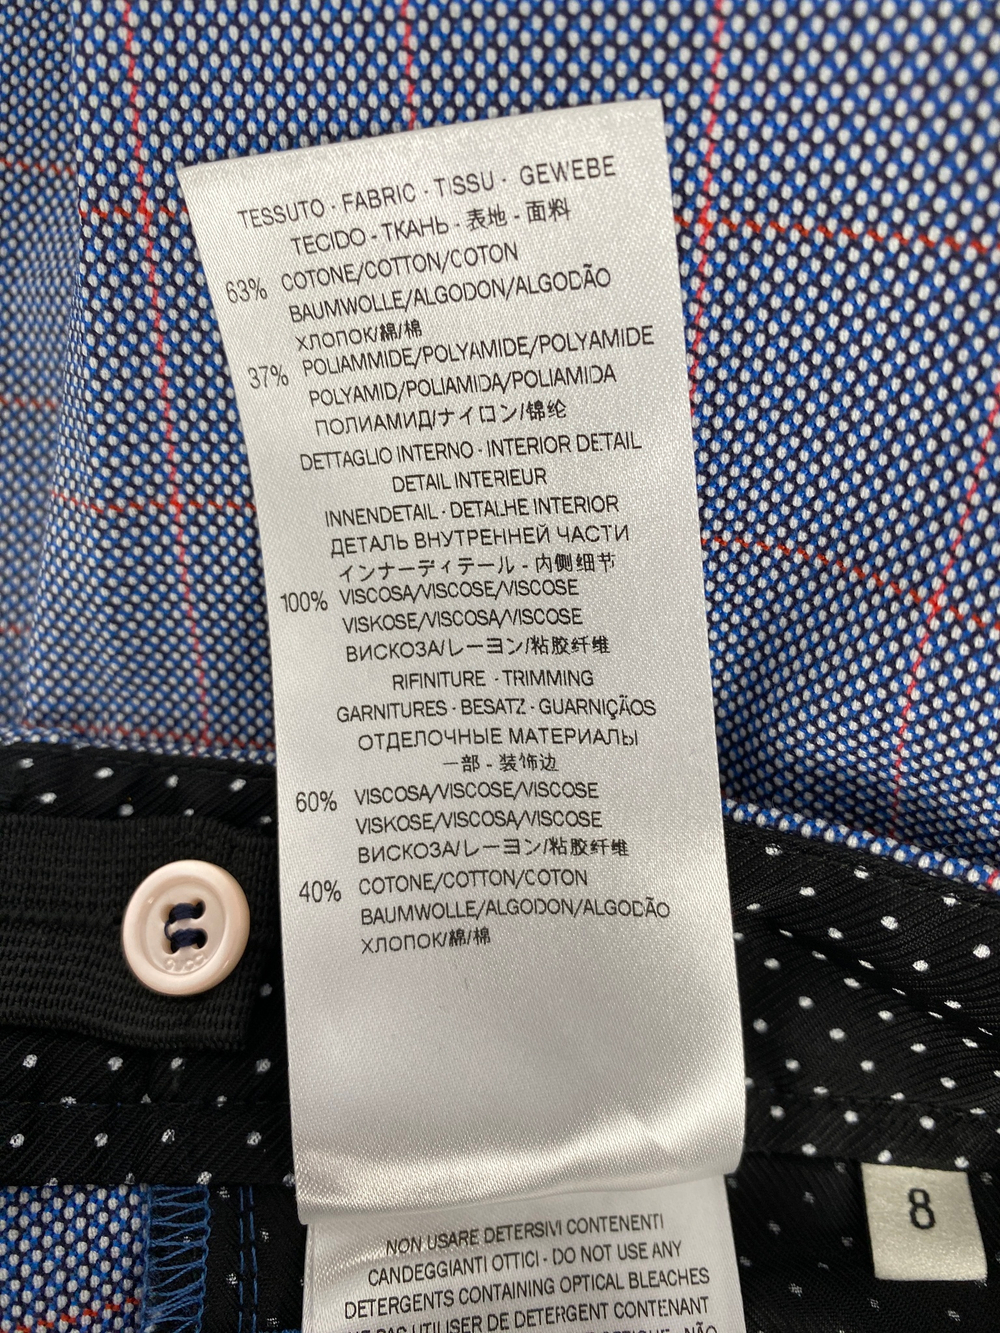 TESSUTO - FABRIC - TISSU - GEWEBE
TECIDO - ТКАНЬ - 表地 - 面料
63% COTONE/COTTON/COTON
BAUMWOLLE/ALGODON/ALGODÃO
ХЛОПОК/綿/棉
37% POLIAMMIDE/POLYAMIDE/POLYAMIDE
POLYAMID/POLIAMIDA/POLIAMIDA
ПОЛИАМИД/ナイロン/锦纶
DETTAGLIO INTERNO - INTERIOR DETAIL
DETAIL INTERIEUR
INNENDETAIL - DETALHE INTERIOR
ДЕТАЛЬ ВНУТРЕННЕЙ ЧАСТИ
インナーディテール - 内侧细节
100% VISCOSA/VISCOSE/VISCOSE
VISKOSE/VISCOSA/VISCOSE
ВИСКОЗА/レーヨン/粘胶纤维
RIFINITURE - TRIMMING
GARNITURES - BESATZ - GUARNIÇÃOS
ОТДЕЛОЧНЫЕ МАТЕРИАЛЫ
一部 - 装饰边
60% VISCOSA/VISCOSE/VISCOSE
VISKOSE/VISCOSA/VISCOSE
ВИСКОЗА/レーヨン/粘胶纤维
40% COTONE/COTTON/COTON
BAUMWOLLE/ALGODON/ALGODÃO
ХЛОПОК/綿/棉
NON USARE DETERSIVI CONTENENTI
CANDEGGIANTI OTTICI - DO NOT USE ANY
DETERGENTS CONTAINING OPTICAL BLEACHES
NE PAS UTILISER DE DETERGENT CONTENANT
NÃO
8